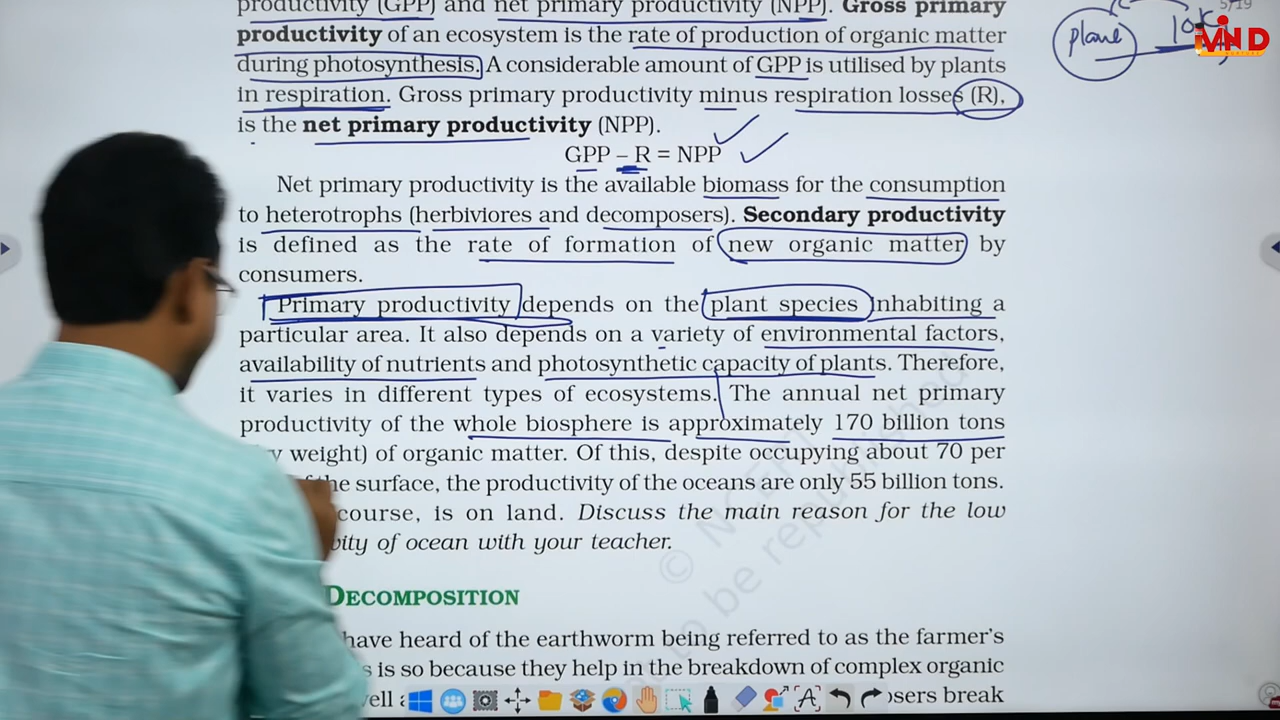 productivity (GPP) and net primary productivity (NPP). Gross primary
productivity of an ecosystem is the rate of production of organic matter
during photosynthesis. A considerable amount of GPP is utilised by plants
in respiration. Gross primary productivity minus respiration losses (R),
is the net primary productivity (NPP).
GPP – R = NPP
Net primary productivity is the available biomass for the consumption
to heterotrophs (herbiviores and decomposers). Secondary productivity
is defined as the rate of formation of new organic matter by
consumers.
Primary productivity depends on the plant species inhabiting a
particular area. It also depends on a variety of environmental factors,
availability of nutrients and photosynthetic capacity of plants. Therefore,
it varies in different types of ecosystems. The annual net primary
productivity of the whole biosphere is approximately 170 billion tons
weight) of organic matter. Of this, despite occupying about 70 per
the surface, the productivity of the oceans are only 55 billion tons.
course, is on land. Discuss the main reason for the low
of ocean with your teacher.
DECOMPOSITION
have heard of the earthworm being referred to as the farmer's
is so because they help in the breakdown of complex organic
break
5/19
MIND
© NCERT
to be republished